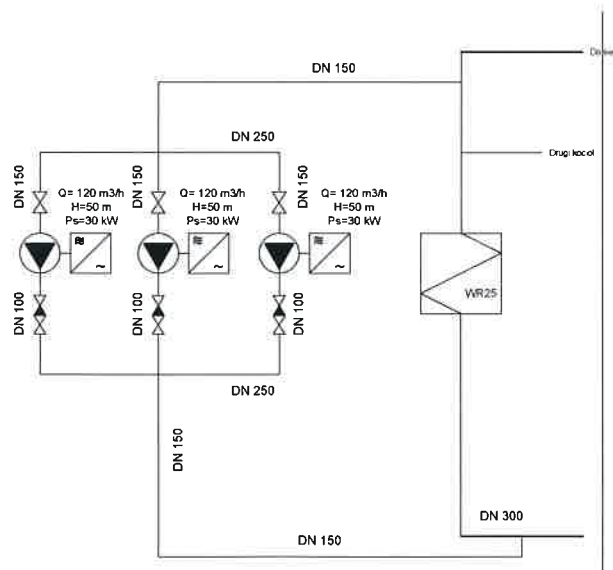 DN 150
DN 250
DN 150
DN 150
DN 150
Q= 120 m3/h
H=50 m
Ps=30 kW
Q= 120 m3/h
H=50 m
Ps=30 kW
Q= 120 m3/h
H=50 m
Ps=30 kW
Drugi kocioł
≋
~
≋
~
≋
~
WR25
DN 100
DN 100
DN 100
DN 250
DN 150
DN 300
DN 150